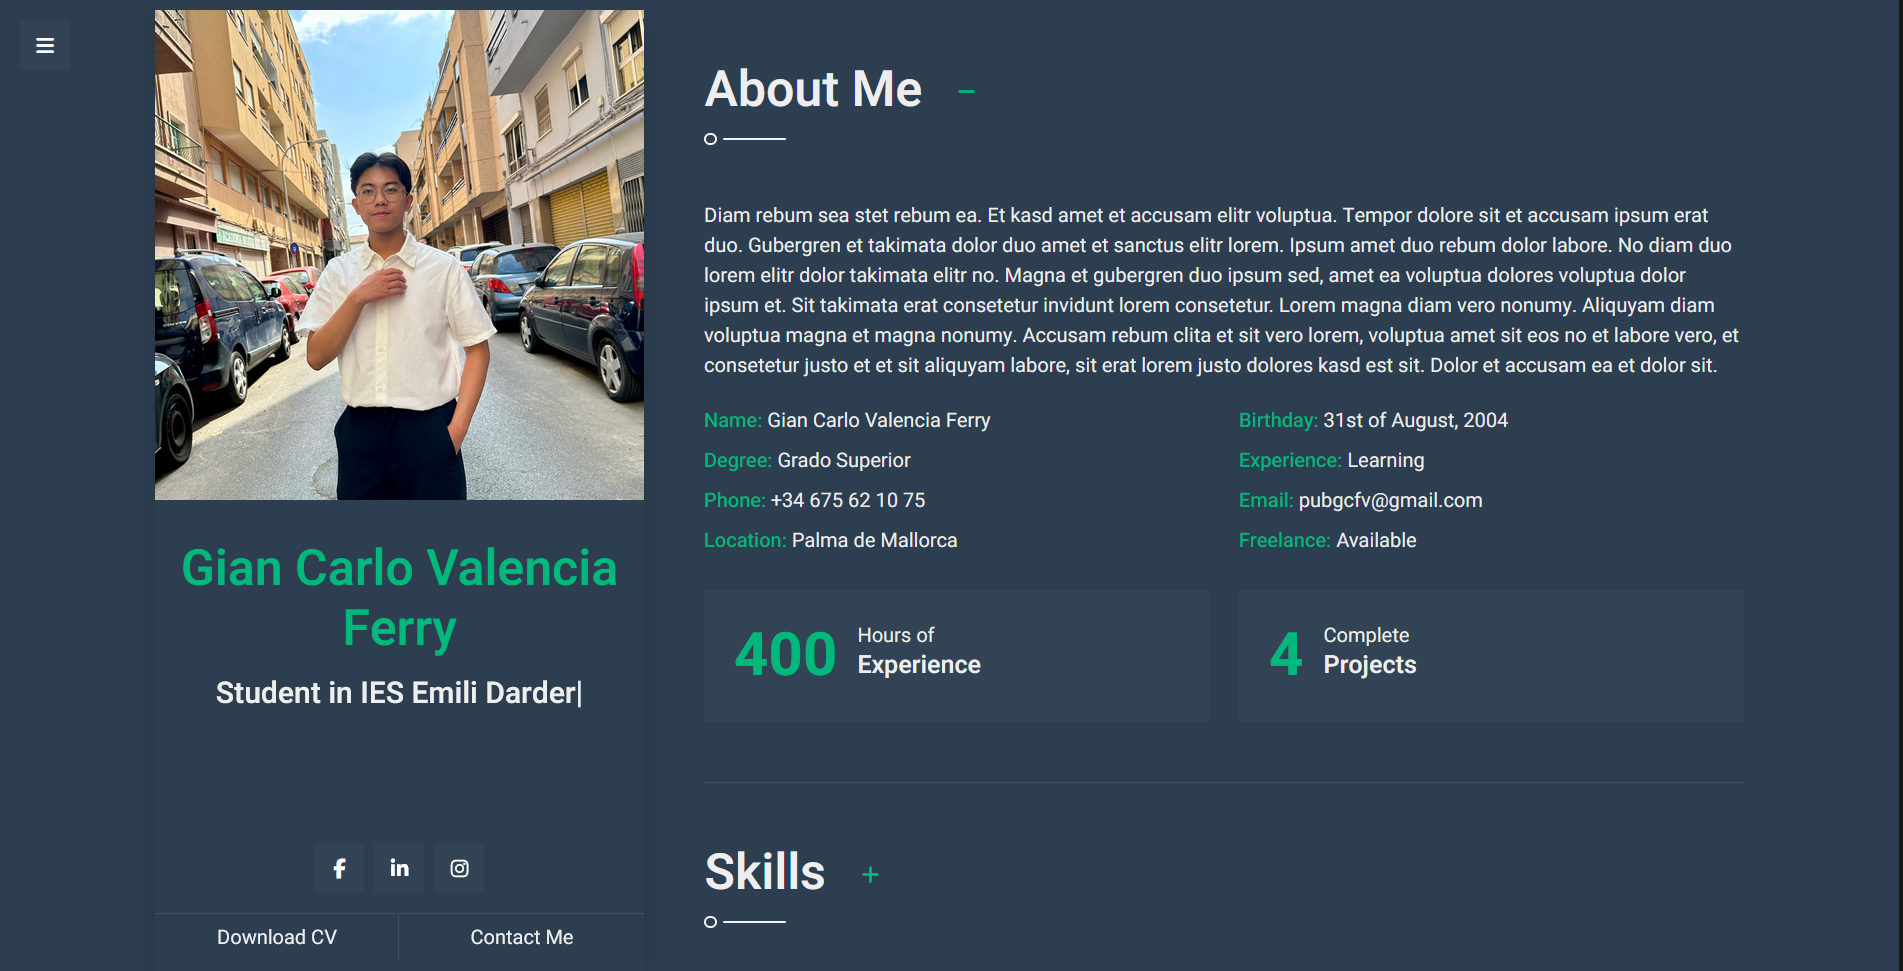 About Me
Diam rebum sea stet rebum ea. Et kasd amet et accusam elitr voluptua. Tempor dolore sit et accusam ipsum erat
duo. Gubergren et takimata dolor duo amet et sanctus elitr lorem. Ipsum amet duo rebum dolor labore. No diam duo
lorem elitr dolor takimata elitr no. Magna et gubergren duo ipsum sed, amet ea voluptua dolores voluptua dolor
ipsum et. Sit takimata erat consetetur invidunt lorem consetetur. Lorem magna diam vero nonumy. Aliquyam diam
voluptua magna et magna nonumy. Accusam rebum clita et sit vero lorem, voluptua amet sit eos no et labore vero, et
consetetur justo et et sit aliquyam labore, sit erat lorem justo dolores kasd est sit. Dolor et accusam ea et dolor sit.
Name: Gian Carlo Valencia Ferry
Birthday: 31st of August, 2004
Degree: Grado Superior
Experience: Learning
Phone: +34 675 62 10 75
Email: pubgcfv@gmail.com
Location: Palma de Mallorca
Freelance: Available
400 Hours of
Experience
4 Complete
Projects
Skills
Gian Carlo Valencia
Ferry
Student in IES Emili Darder|
Download CV
Contact Me